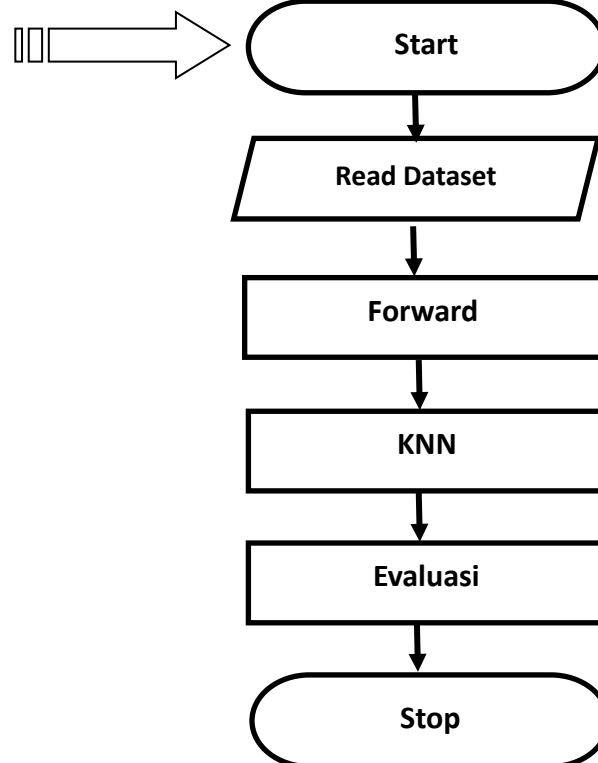 Start
Read Dataset
Forward
KNN
Evaluasi
Stop